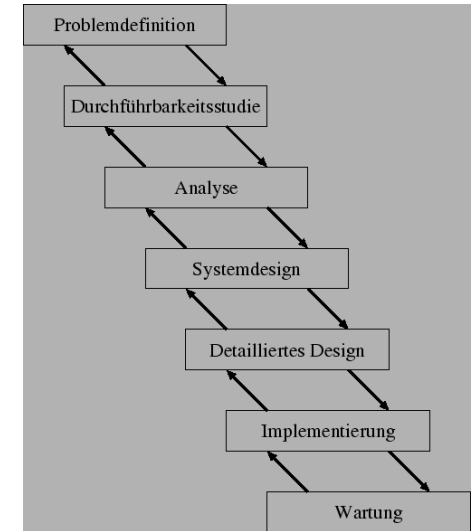 Problemdefinition
Durchführbarkeitsstudie
Analyse
Systemdesign
Detailliertes Design
Implementierung
Wartung